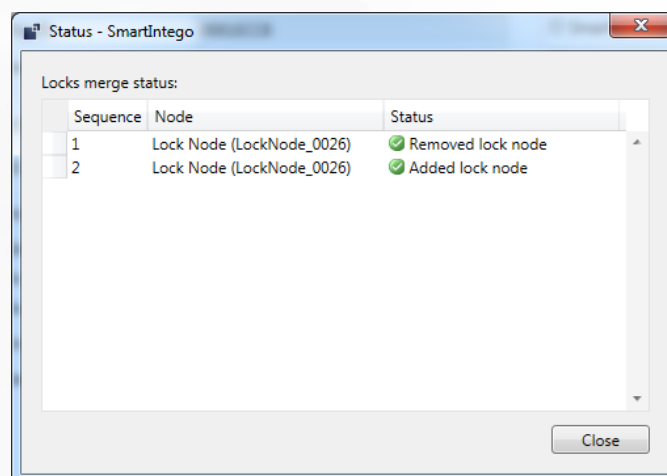 Status - SmartIntego
Locks merge status:
Sequence Node Status
1 Lock Node (LockNode_0026) Removed lock node
2 Lock Node (LockNode_0026) Added lock node
Close